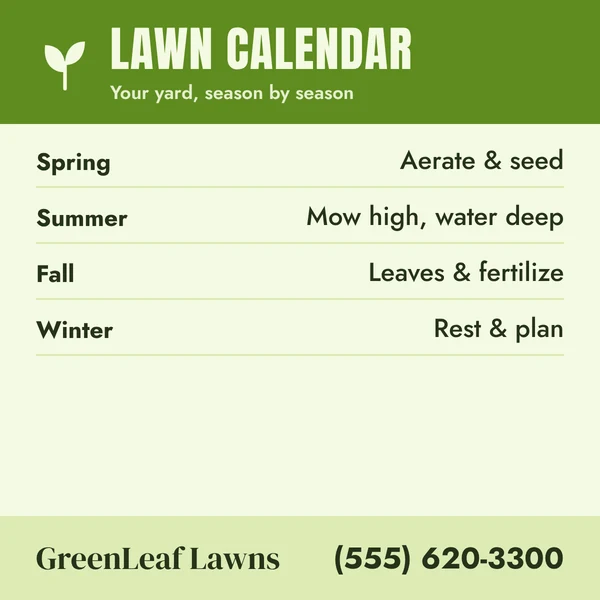 LAWN CALENDAR
Your yard, season by season
Spring Aerate & seed
Summer Mow high, water deep
Fall Leaves & fertilize
Winter Rest & plan
GreenLeaf Lawns (555) 620-3300